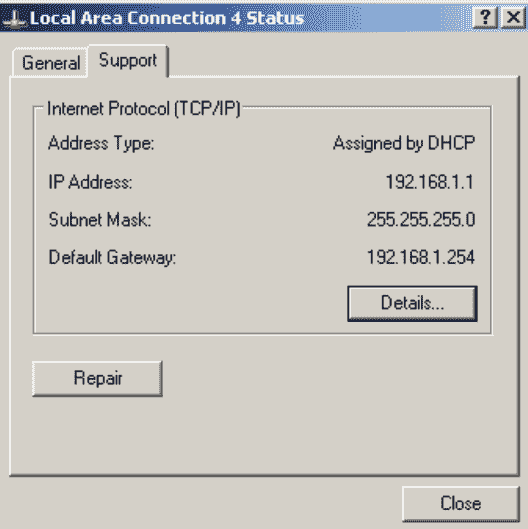 Local Area Connection 4 Status
General Support
Internet Protocol (TCP/IP)
Address Type: Assigned by DHCP
IP Address: 192.168.1.1
Subnet Mask: 255.255.255.0
Default Gateway: 192.168.1.254
Details...
Repair
Close